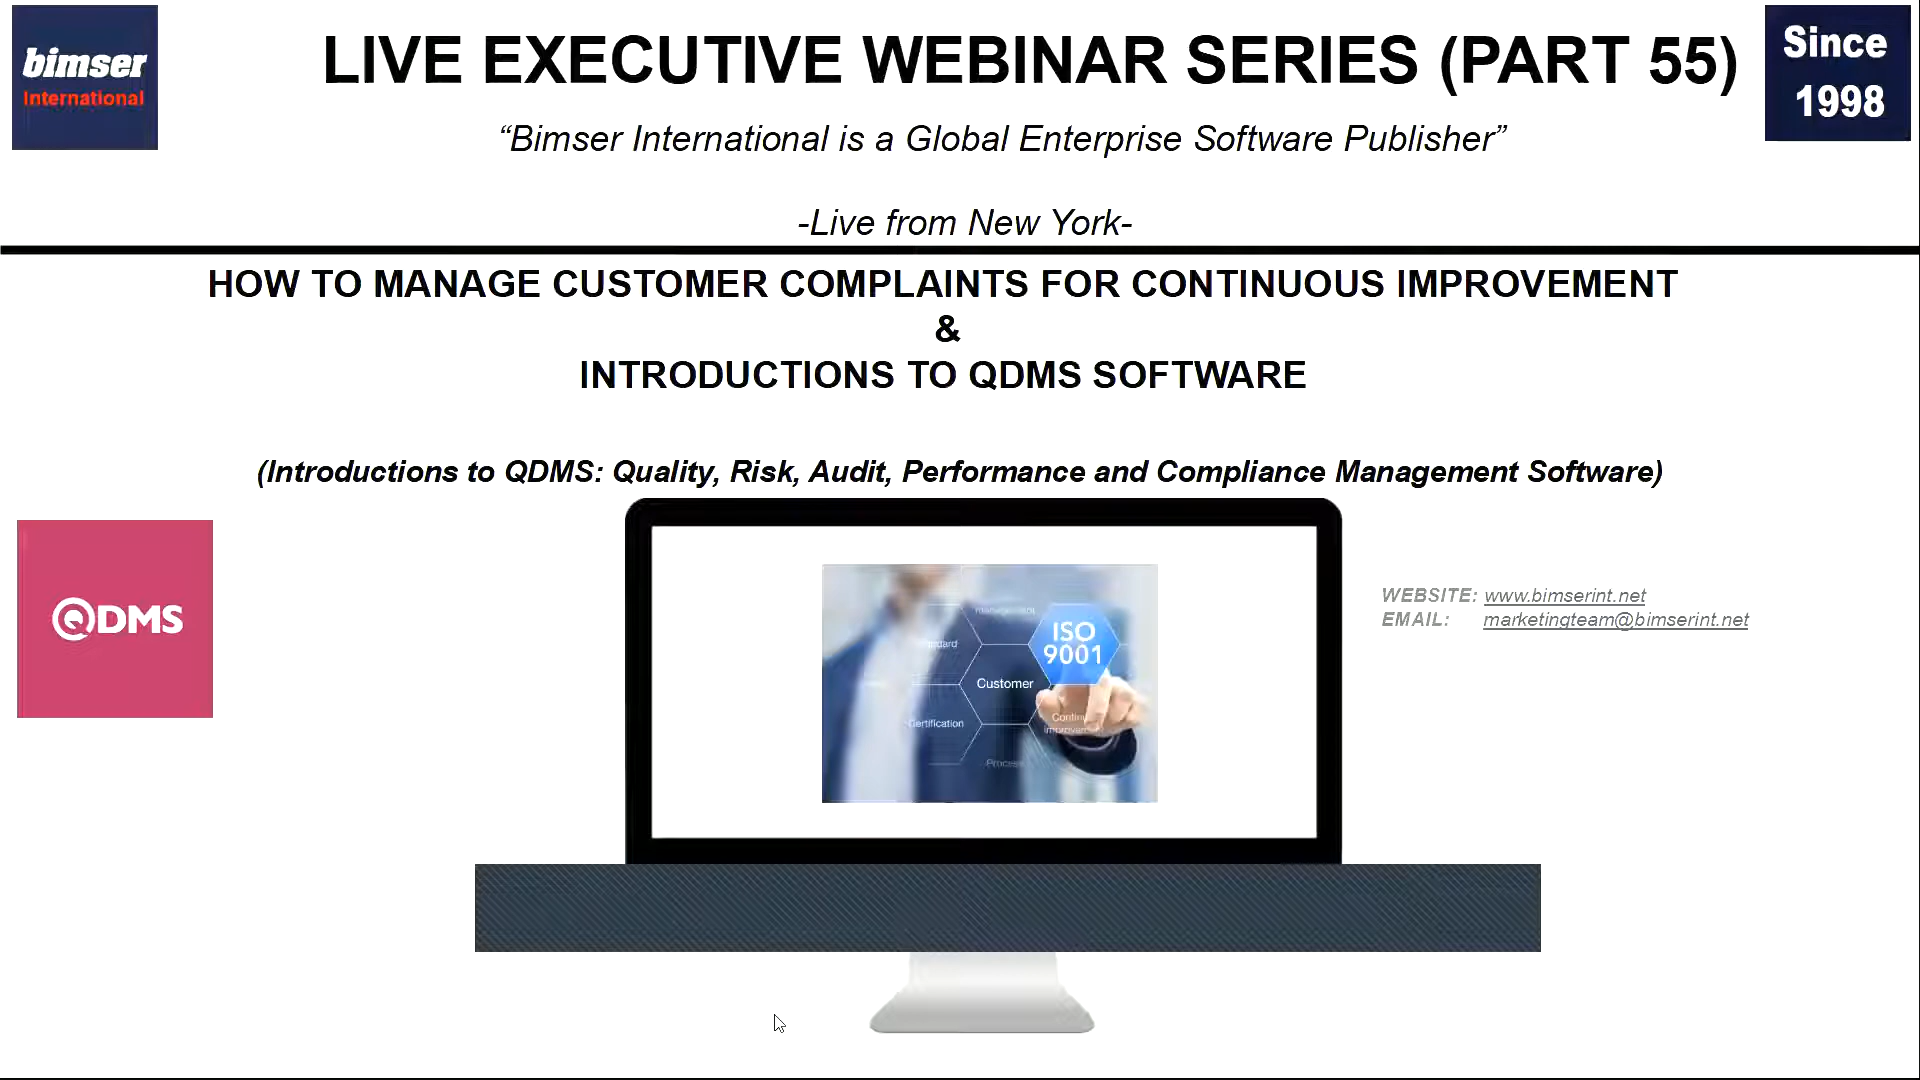 bimser
International
LIVE EXECUTIVE WEBINAR SERIES (PART 55)
Since
1998
“Bimser International is a Global Enterprise Software Publisher”
-Live from New York-
HOW TO MANAGE CUSTOMER COMPLAINTS FOR CONTINUOUS IMPROVEMENT
&
INTRODUCTIONS TO QDMS SOFTWARE
(Introductions to QDMS: Quality, Risk, Audit, Performance and Compliance Management Software)
QDMS
management
ISO
9001
Customer
Certification
Process
WEBSITE: www.bimserint.net
EMAIL: marketingteam@bimserint.net